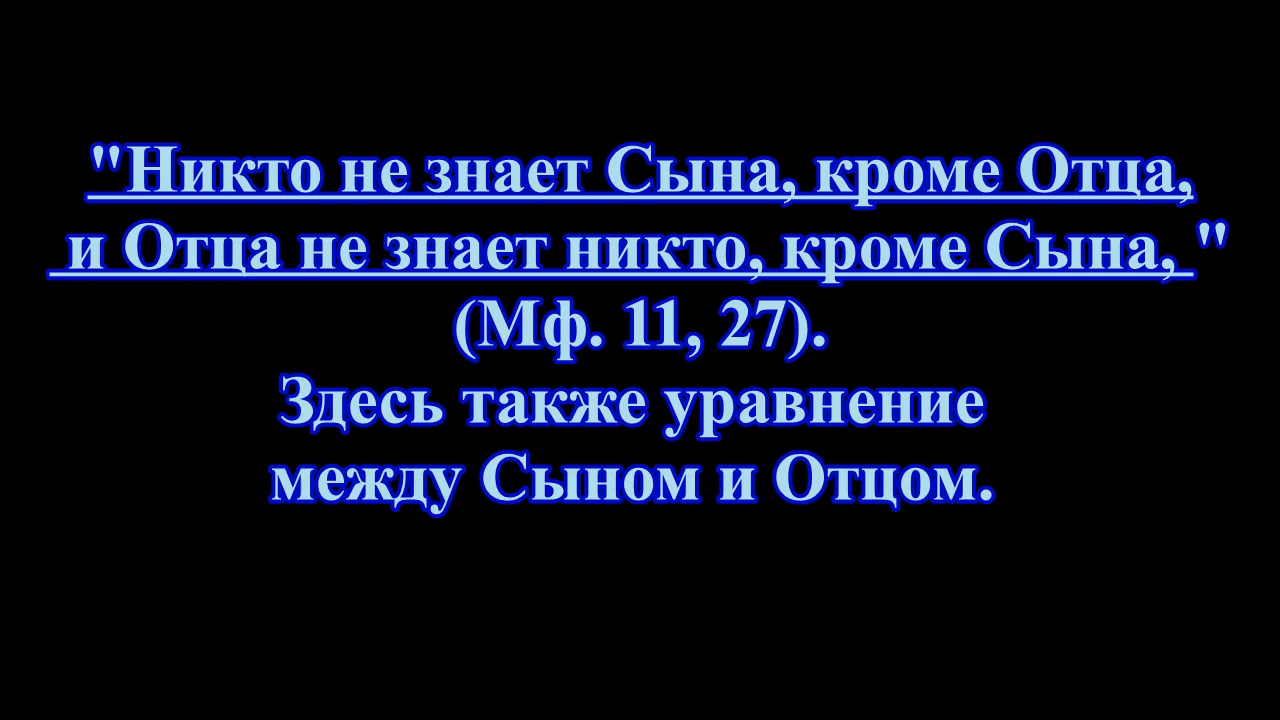 "Никто не знает Сына, кроме Отца,
и Отца не знает никто, кроме Сына, "
(Мф. 11, 27).
Здесь также уравнение
между Сыном и Отцом.